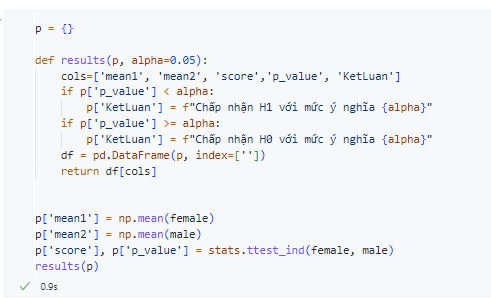 p = {}
def results(p, alpha=0.05):
    cols=['mean1', 'mean2', 'score','p_value', 'KetLuan']
    if p['p_value'] < alpha:
        p['KetLuan'] = f"Chấp nhận H1 với mức ý nghĩa {alpha}"
    if p['p_value'] >= alpha:
        p['KetLuan'] = f"Chấp nhận H0 với mức ý nghĩa {alpha}"
    df = pd.DataFrame(p, index=[''])
    return df[cols]
p['mean1'] = np.mean(female)
p['mean2'] = np.mean(male)
p['score'], p['p_value'] = stats.ttest_ind(female, male)
results(p)
0.9s